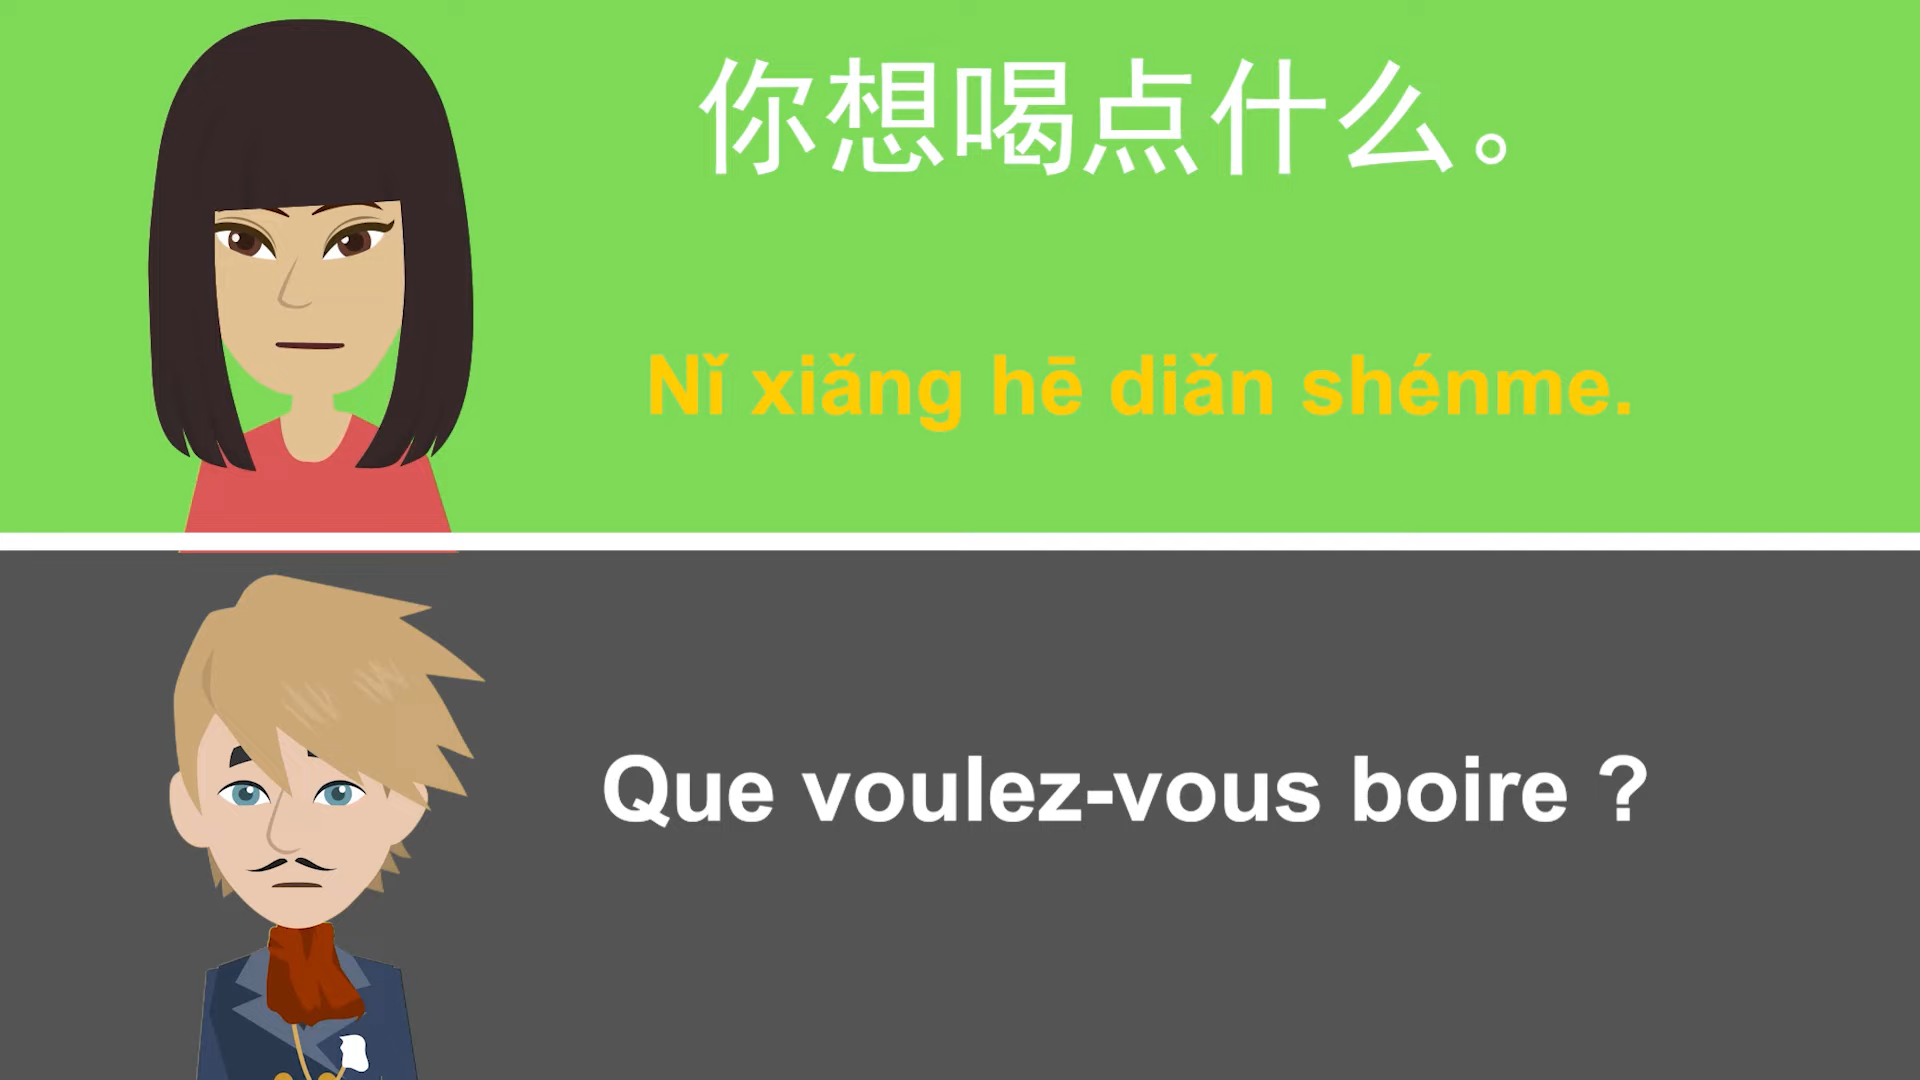 你想喝点什么。
Nǐ xiǎng hē diǎn shénme.
Que voulez-vous boire ?